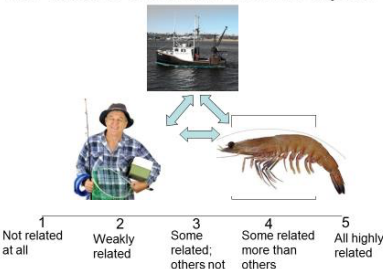 1 2 3 4 5
Not related at all
Weakly related
Some related; others not
Some related more than others
All highly related